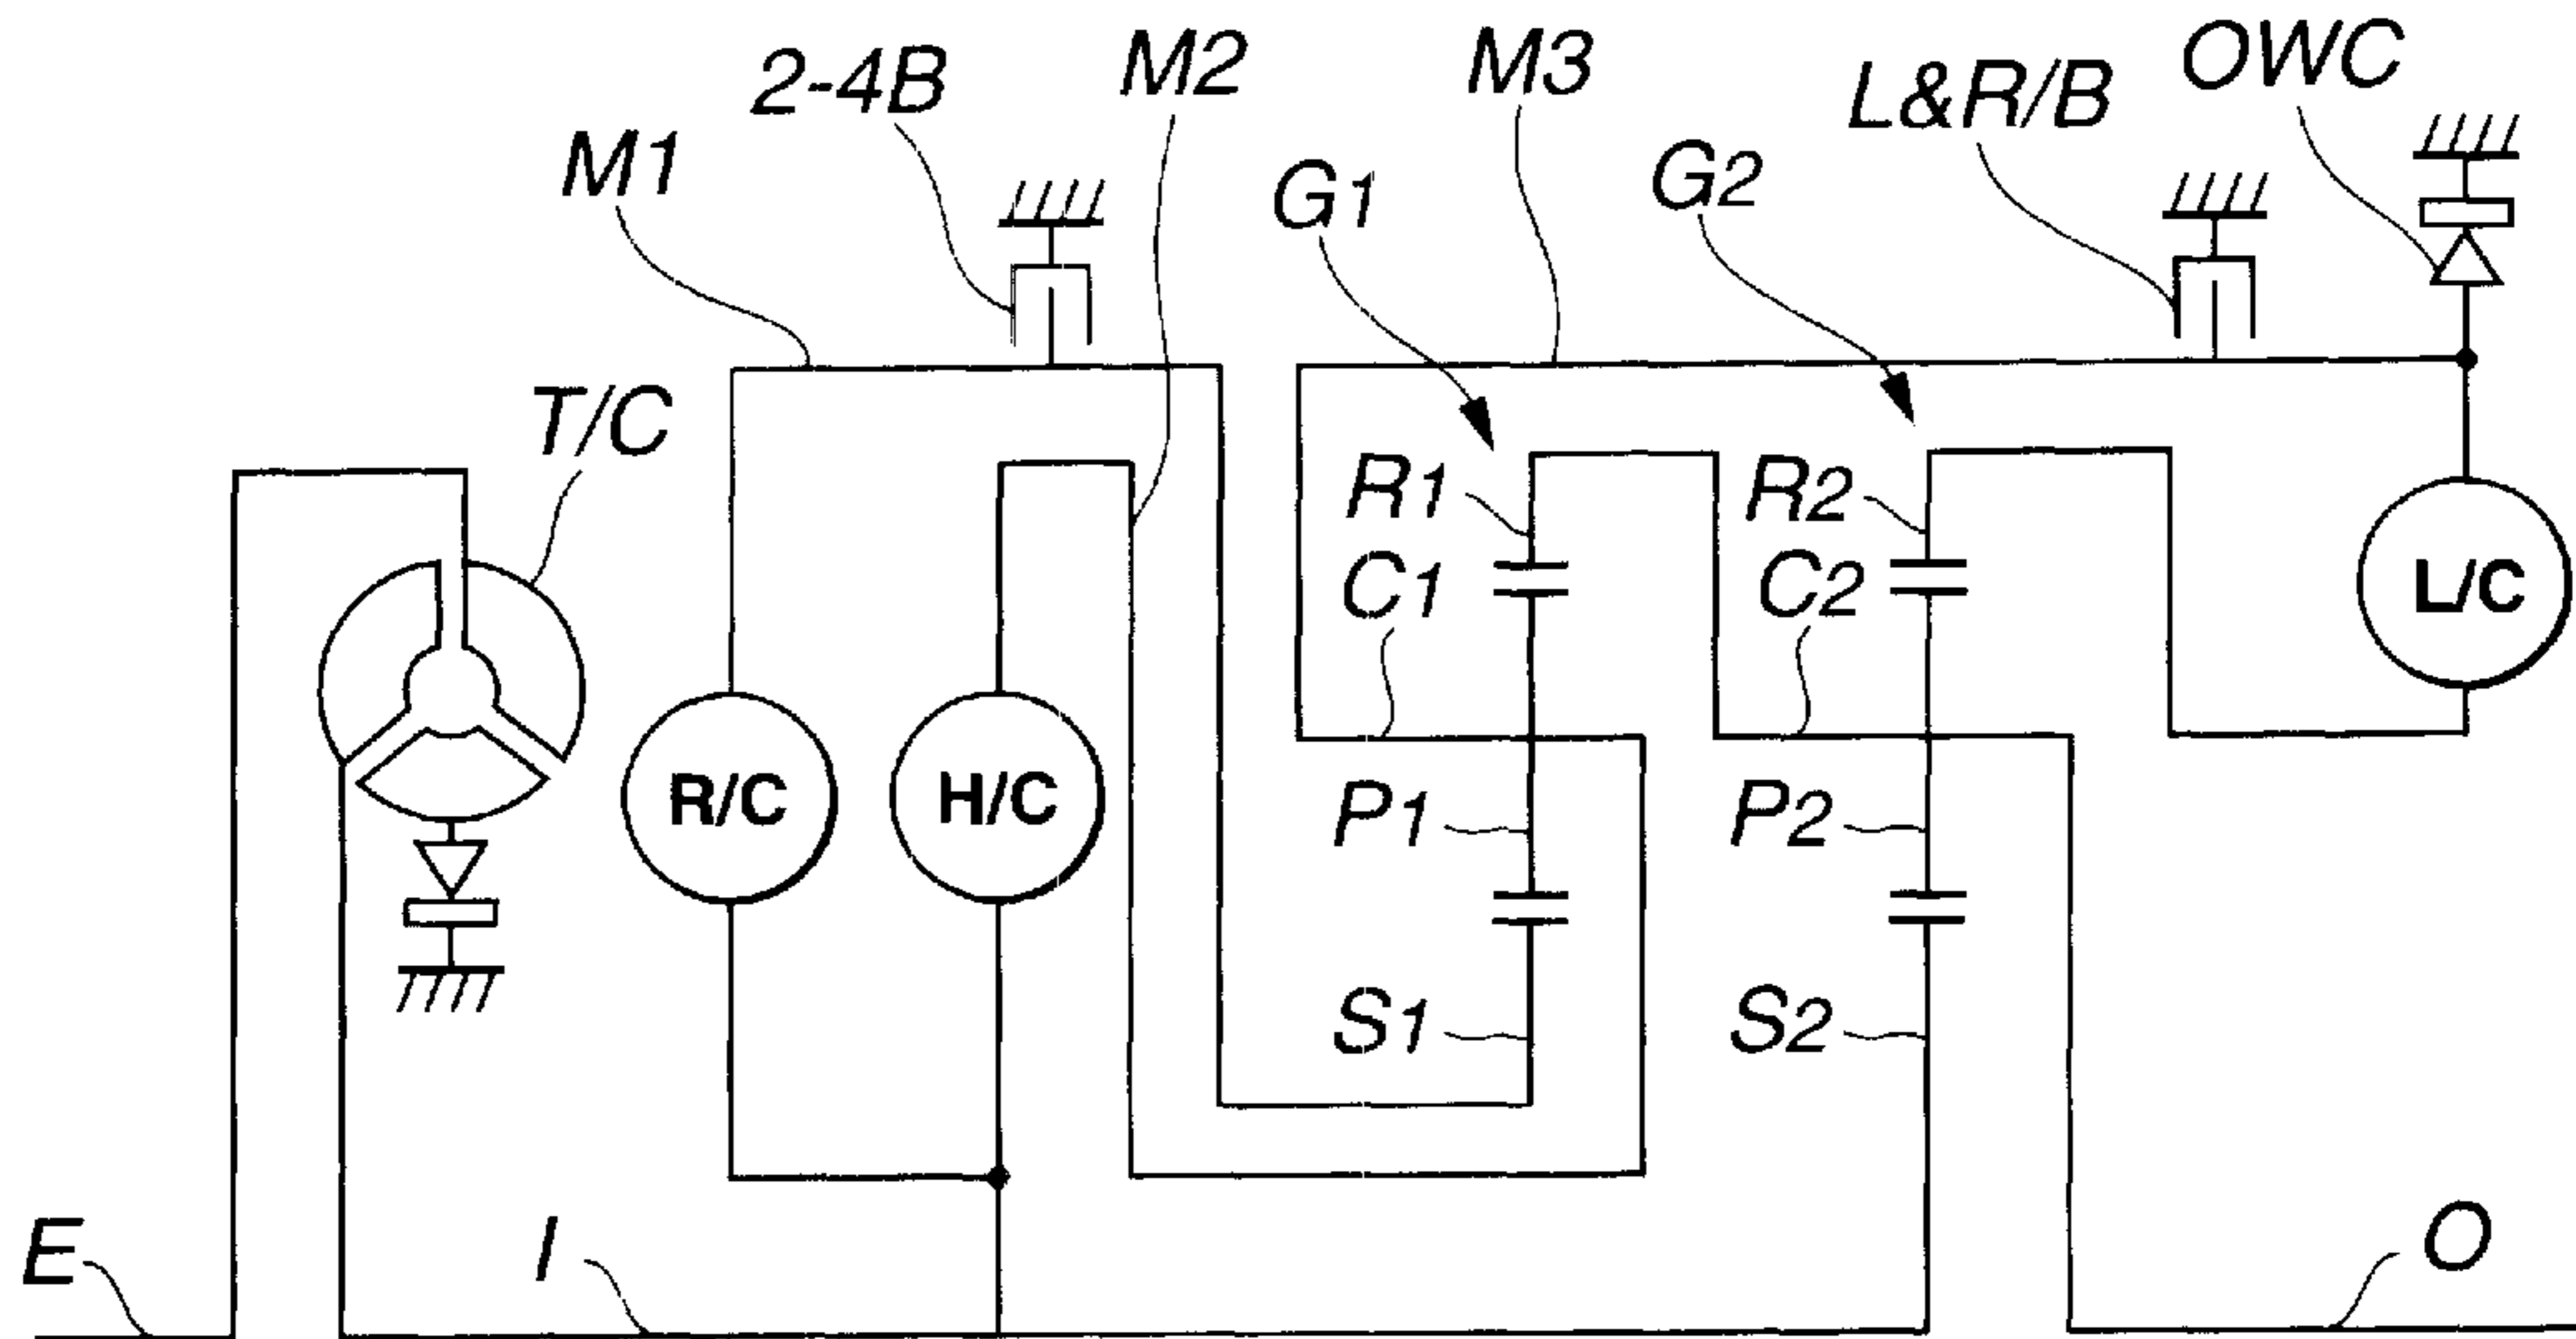 OWC
M2
M3
2-4B
L&R/B
M1
G1
G2
T/C
R1
R2
C1
C2
L/C
R/C
H/C
P1
P2
S1
S2
E
I
O